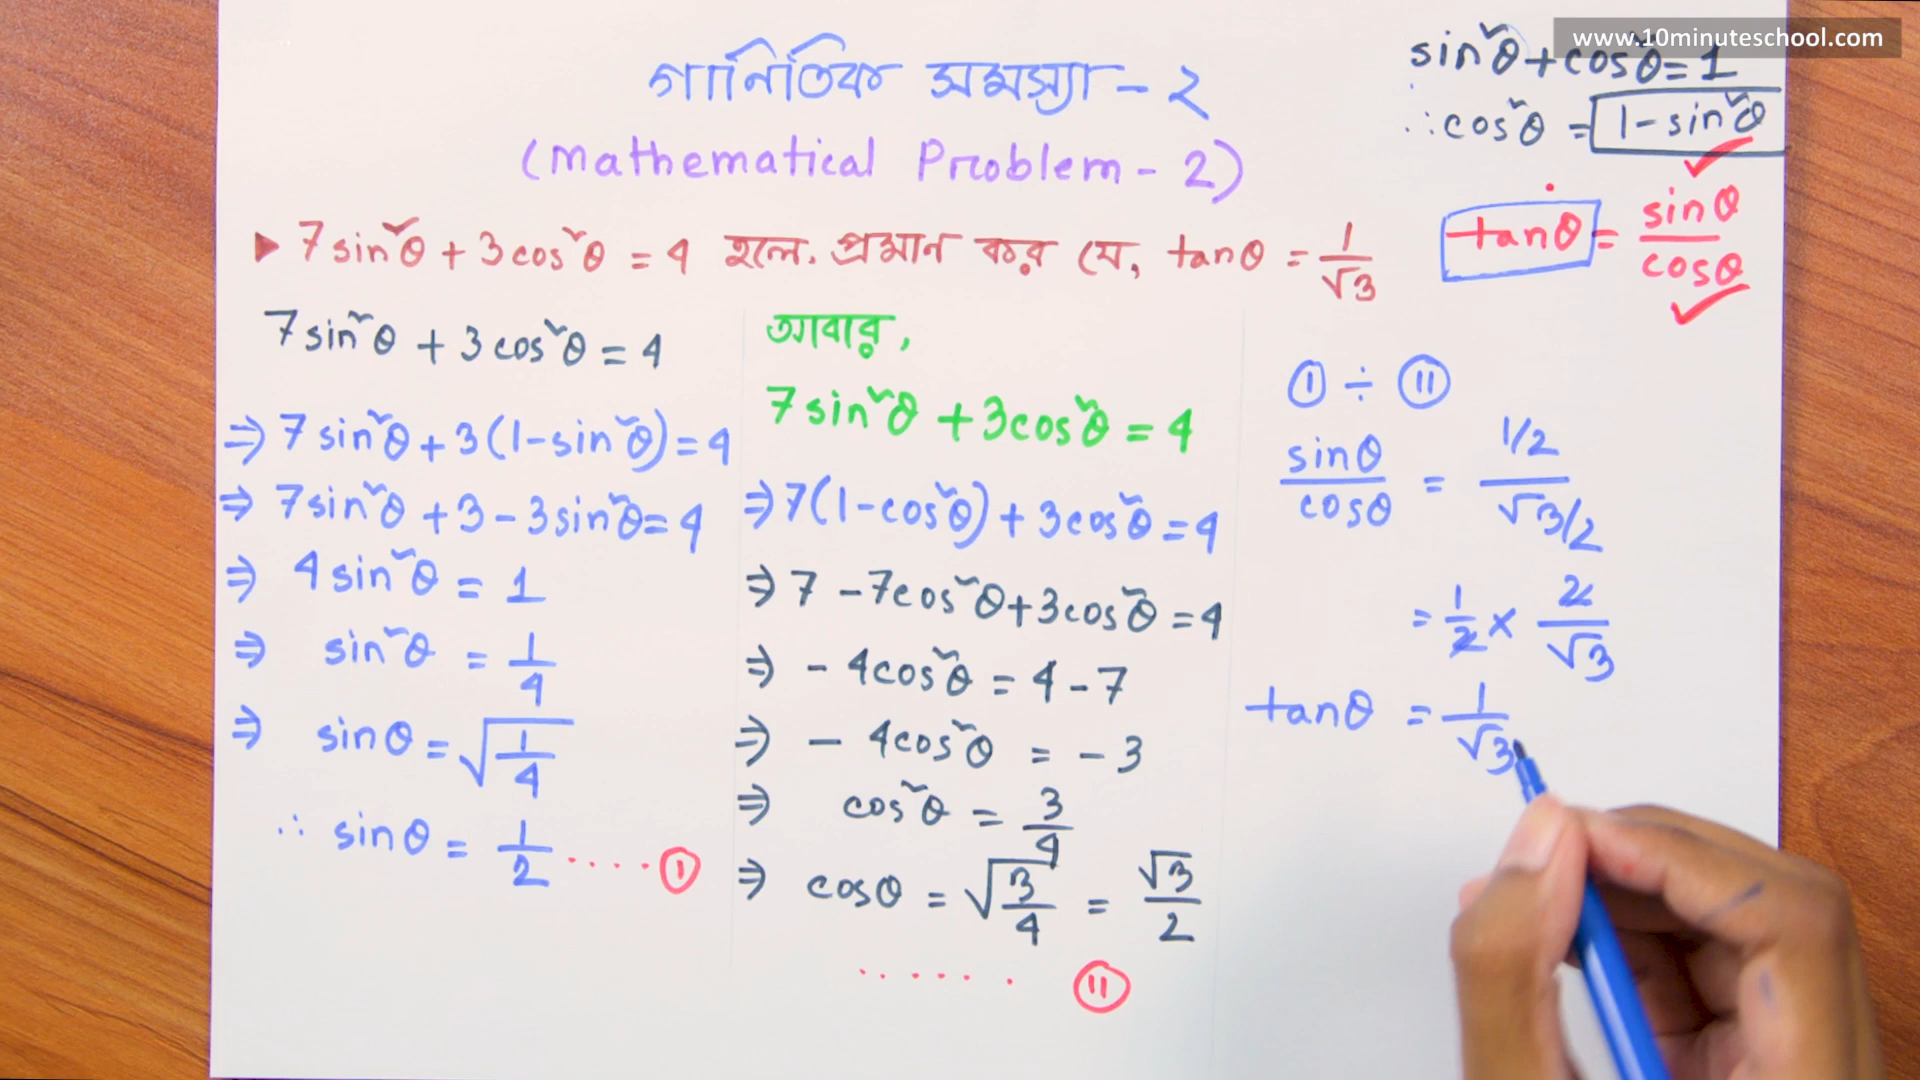 www.10minuteschool.com
sin²θ+cos²θ=1
∴cos²θ = 1-sin²θ
গানিতিক সমস্যা - ২
(Mathematical Problem - 2)
tanθ = sinθ/cosθ
▶ 7sin²θ + 3cos²θ = 4 হলে. প্রমান কর যে, tanθ = 1/√3
7sin²θ + 3cos²θ = 4
⇒ 7sin²θ + 3(1-sin²θ) = 4
⇒ 7sin²θ + 3 - 3sin²θ = 4
⇒ 4sin²θ = 1
⇒ sin²θ = 1/4
⇒ sinθ = √(1/4)
∴ sinθ = 1/2 ..... (I)
আবার,
7sin²θ + 3cos²θ = 4
⇒ 7(1-cos²θ) + 3cos²θ = 4
⇒ 7 - 7cos²θ + 3cos²θ = 4
⇒ - 4cos²θ = 4 - 7
⇒ - 4cos²θ = - 3
⇒ cos²θ = 3/4
⇒ cosθ = √(3/4) = √3/2
...... (II)
(I) ÷ (II)
sinθ/cosθ = (1/2)/(√3/2)
= 1/2 × 2/√3
tanθ = 1/√3